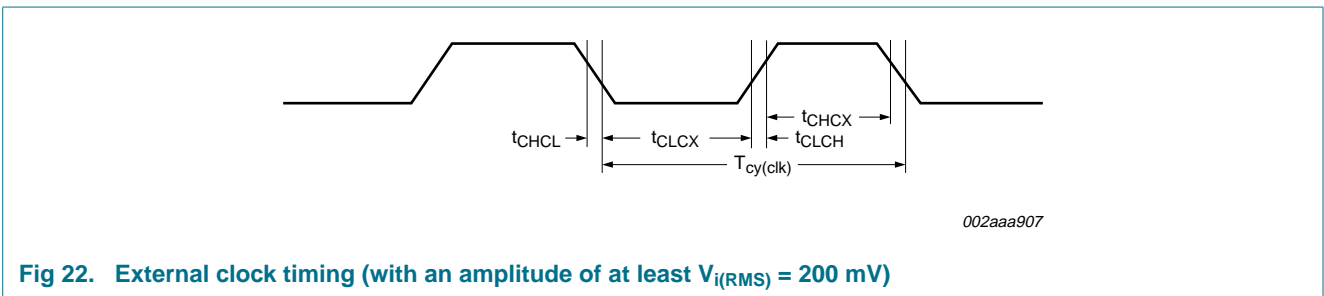 tCHCX
tCHCL tCLCX tCLCH
Tcy(clk)
002aaa907
Fig 22. External clock timing (with an amplitude of at least Vi(RMS) = 200 mV)